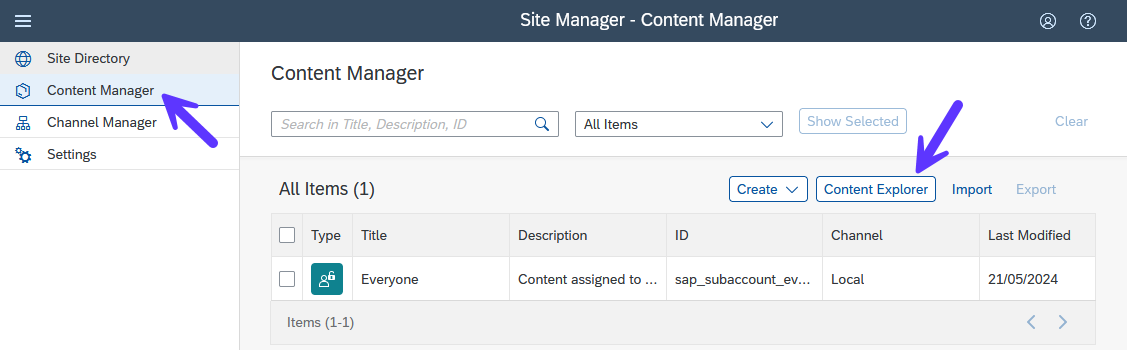 Site Manager - Content Manager
Site Directory
Content Manager
Channel Manager
Settings
Content Manager
Search in Title, Description, ID
All Items
Show Selected
Clear
All Items (1)
Create
Content Explorer
Import
Export
Type Title Description ID Channel Last Modified
Everyone Content assigned to ... sap_subaccount_ev... Local 21/05/2024
Items (1-1)